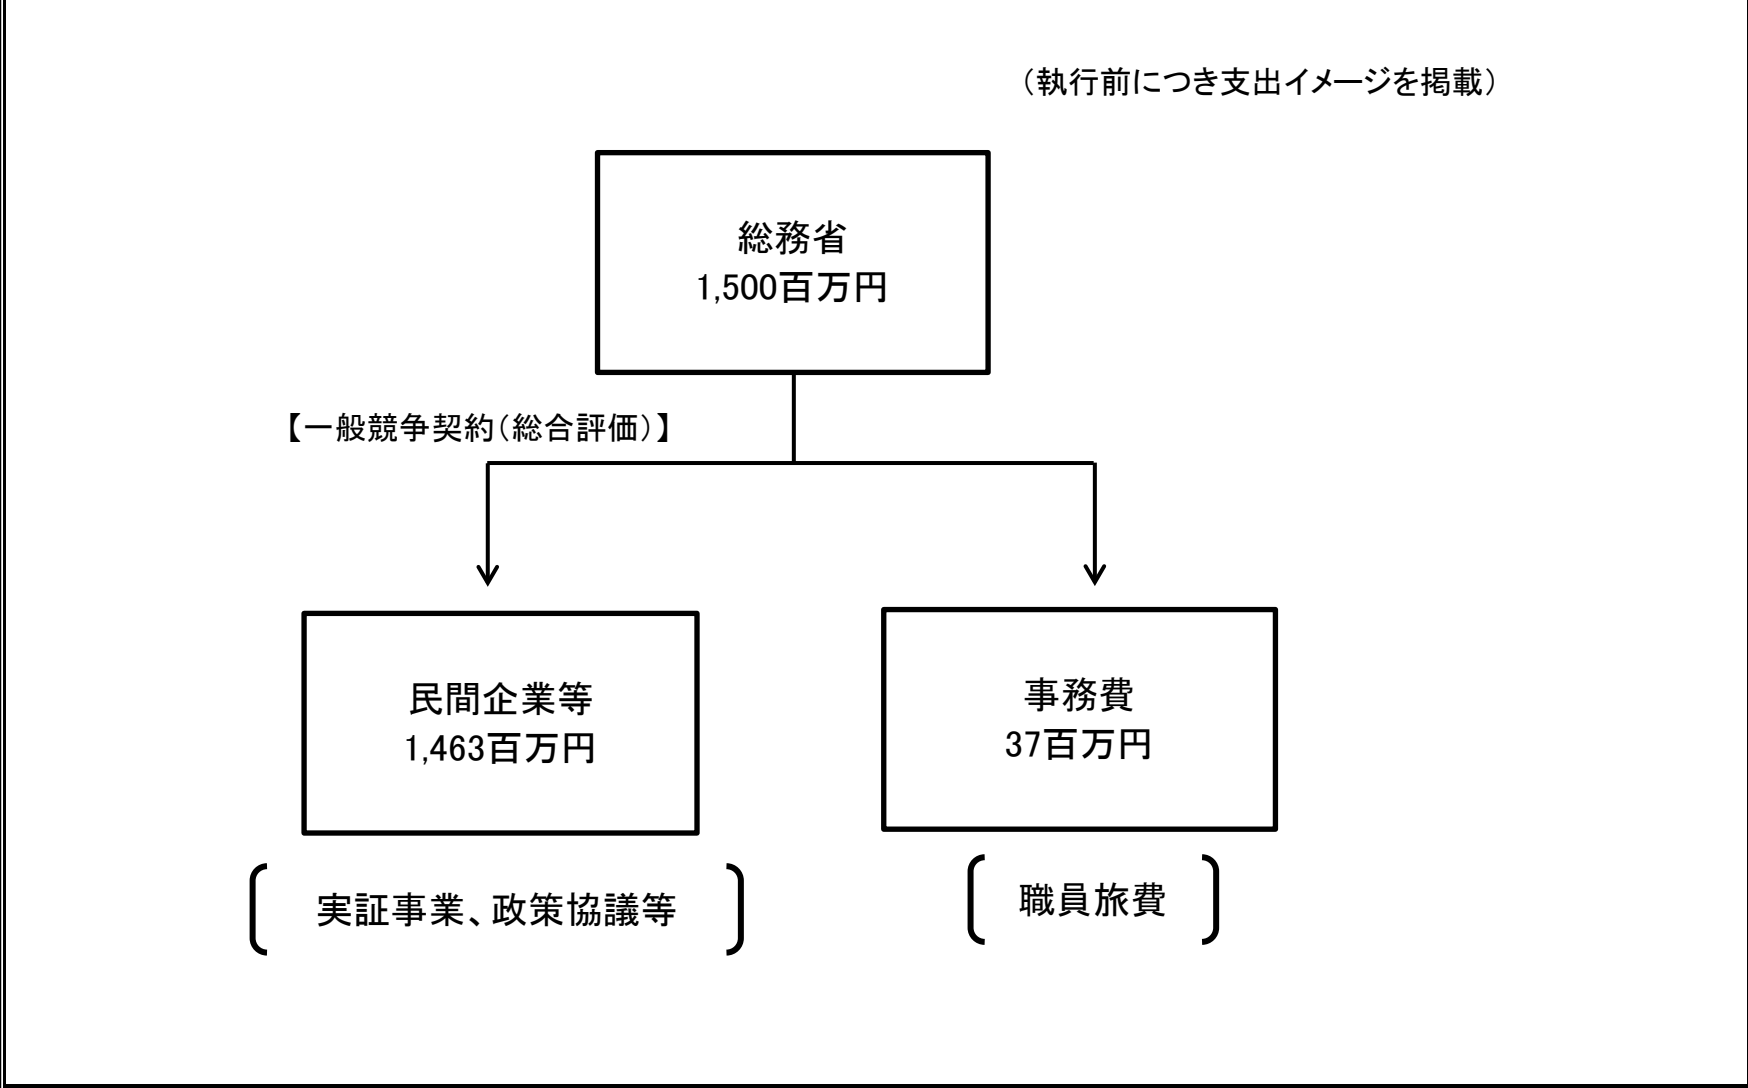 （執行前につき支出イメージを掲載）
総務省
1,500百万円
【一般競争契約（総合評価）】
民間企業等
1,463百万円
事務費
37百万円
実証事業、政策協議等
職員旅費